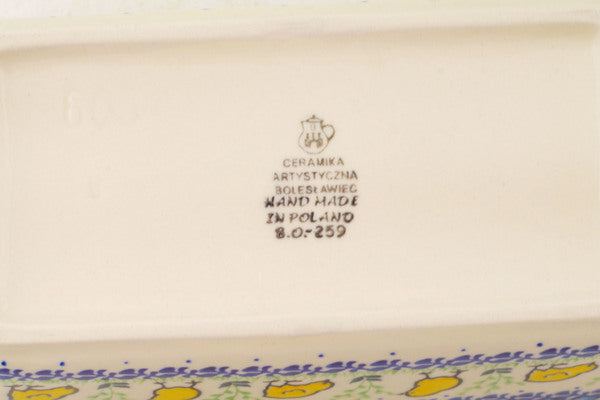 CERAMIKA
ARTYSTYCZNA
BOLESŁAWIEC
HAND MADE
IN POLAND
B.O.-259